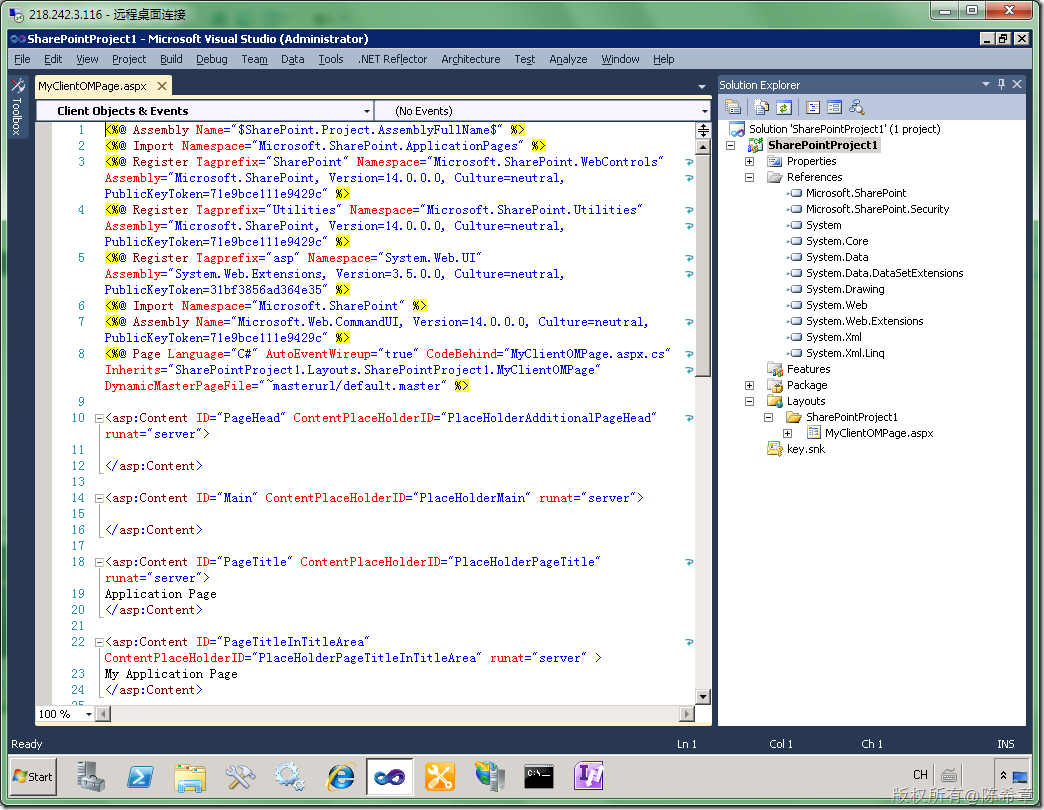 218.242.3.116 - 远程桌面连接
SharePointProject1 - Microsoft Visual Studio (Administrator)
File Edit View Project Build Debug Team Data Tools .NET Reflector Architecture Test Analyze Window Help
Toolbox
MyClientOMPage.aspx
Client Objects & Events (No Events)
1 <%@ Assembly Name="$SharePoint.Project.AssemblyFullName$" %>
2 <%@ Import Namespace="Microsoft.SharePoint.ApplicationPages" %>
3 <%@ Register Tagprefix="SharePoint" Namespace="Microsoft.SharePoint.WebControls"
Assembly="Microsoft.SharePoint, Version=14.0.0.0, Culture=neutral,
PublicKeyToken=71e9bce111e9429c" %>
4 <%@ Register Tagprefix="Utilities" Namespace="Microsoft.SharePoint.Utilities"
Assembly="Microsoft.SharePoint, Version=14.0.0.0, Culture=neutral,
PublicKeyToken=71e9bce111e9429c" %>
5 <%@ Register Tagprefix="asp" Namespace="System.Web.UI"
Assembly="System.Web.Extensions, Version=3.5.0.0, Culture=neutral,
PublicKeyToken=31bf3856ad364e35" %>
6 <%@ Import Namespace="Microsoft.SharePoint" %>
7 <%@ Assembly Name="Microsoft.Web.CommandUI, Version=14.0.0.0, Culture=neutral,
PublicKeyToken=71e9bce111e9429c" %>
8 <%@ Page Language="C#" AutoEventWireup="true" CodeBehind="MyClientOMPage.aspx.cs"
Inherits="SharePointProject1.Layouts.SharePointProject1.MyClientOMPage"
DynamicMasterPageFile="~masterurl/default.master" %>
9
10 <asp:Content ID="PageHead" ContentPlaceHolderID="PlaceHolderAdditionalPageHead"
runat="server">
11
12 </asp:Content>
13
14 <asp:Content ID="Main" ContentPlaceHolderID="PlaceHolderMain" runat="server">
15
16 </asp:Content>
17
18 <asp:Content ID="PageTitle" ContentPlaceHolderID="PlaceHolderPageTitle"
runat="server">
19 Application Page
20 </asp:Content>
21
22 <asp:Content ID="PageTitleInTitleArea"
ContentPlaceHolderID="PlaceHolderPageTitleInTitleArea" runat="server" >
23 My Application Page
24 </asp:Content>
25
100 %
Solution Explorer
Solution 'SharePointProject1' (1 project)
SharePointProject1
Properties
References
Microsoft.SharePoint
Microsoft.SharePoint.Security
System
System.Core
System.Data
System.Data.DataSetExtensions
System.Drawing
System.Web
System.Web.Extensions
System.Xml
System.Xml.Linq
Features
Package
Layouts
SharePointProject1
MyClientOMPage.aspx
key.snk
Ready Ln 1 Col 1 Ch 1 INS
Start CH
版权所有@陈希章